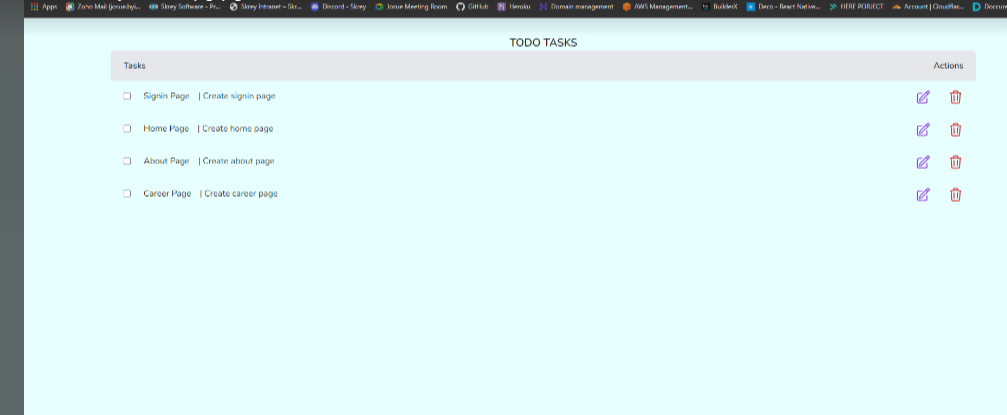 Apps Zoho Mail (josue.byi... Skrey Software - Pr... Skrey Intranet - Skr... Discord - Skrey Josue Meeting Room GitHub Heroku Domain management AWS Management... BuilderX Deco - React Native... HERE PORJECT Account | Cloudflar...
TODO TASKS
Tasks Actions
Signin Page | Create signin page
Home Page | Create home page
About Page | Create about page
Career Page | Create career page